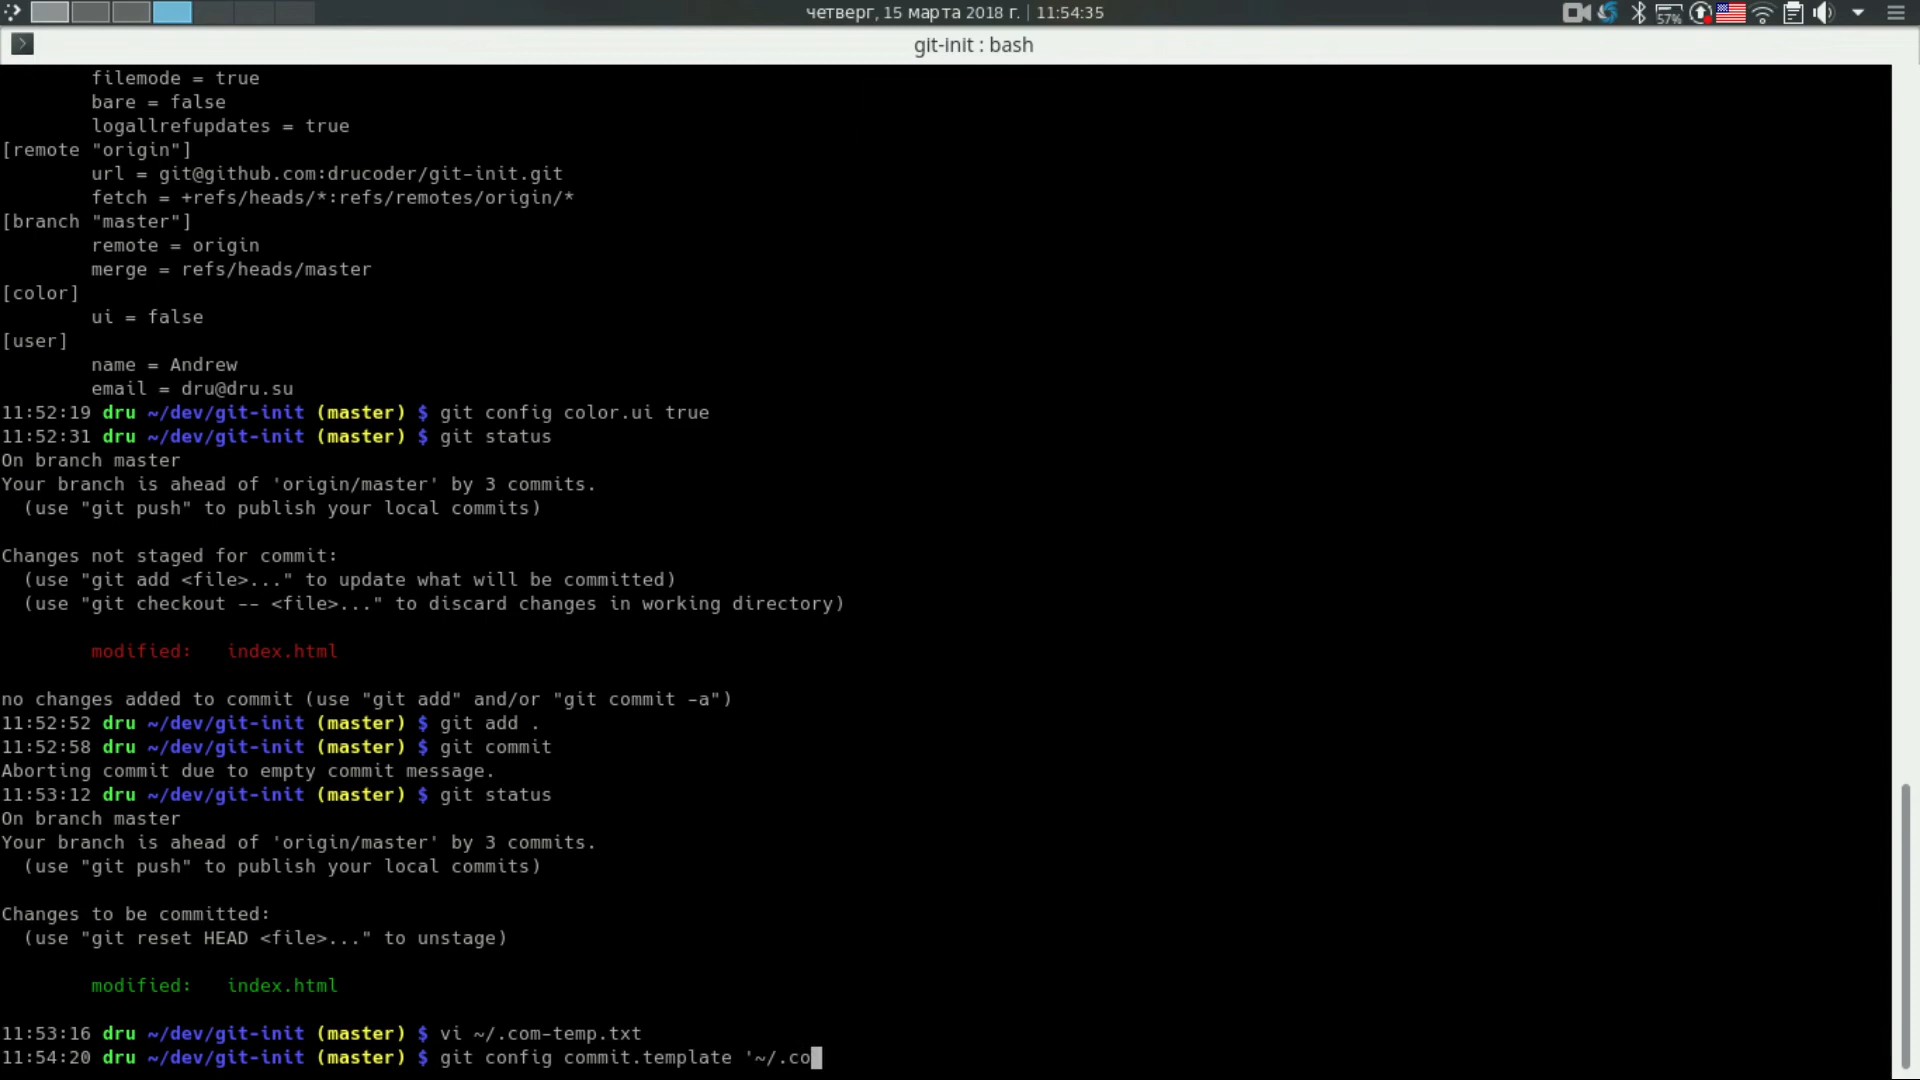 четверг, 15 марта 2018 г. | 11:54:35
57%
git-init : bash
filemode = true
bare = false
logallrefupdates = true
[remote "origin"]
url = git@github.com:drucoder/git-init.git
fetch = +refs/heads/*:refs/remotes/origin/*
[branch "master"]
remote = origin
merge = refs/heads/master
[color]
ui = false
[user]
name = Andrew
email = dru@dru.su
11:52:19 dru ~/dev/git-init (master) $ git config color.ui true
11:52:31 dru ~/dev/git-init (master) $ git status
On branch master
Your branch is ahead of 'origin/master' by 3 commits.
(use "git push" to publish your local commits)
Changes not staged for commit:
(use "git add <file>..." to update what will be committed)
(use "git checkout -- <file>..." to discard changes in working directory)
modified:   index.html
no changes added to commit (use "git add" and/or "git commit -a")
11:52:52 dru ~/dev/git-init (master) $ git add .
11:52:58 dru ~/dev/git-init (master) $ git commit
Aborting commit due to empty commit message.
11:53:12 dru ~/dev/git-init (master) $ git status
On branch master
Your branch is ahead of 'origin/master' by 3 commits.
(use "git push" to publish your local commits)
Changes to be committed:
(use "git reset HEAD <file>..." to unstage)
modified:   index.html
11:53:16 dru ~/dev/git-init (master) $ vi ~/.com-temp.txt
11:54:20 dru ~/dev/git-init (master) $ git config commit.template '~/.co